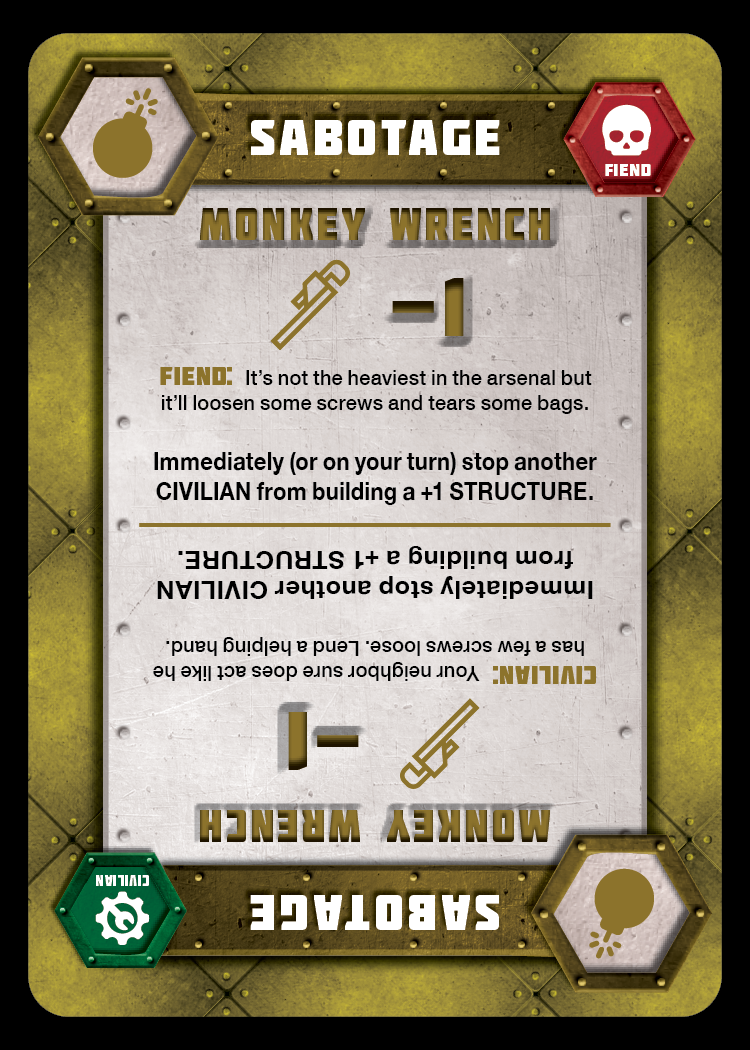 SABOTAGE
FIEND
MONKEY WRENCH
-1
FIEND: It's not the heaviest in the arsenal but
it'll loosen some screws and tears some bags.
Immediately (or on your turn) stop another
CIVILIAN from building a +1 STRUCTURE.
SABOTAGE
CIVILIAN
MONKEY WRENCH
-1
CIVILIAN: Your neighbor sure does act like he
has a few screws loose. Lend a helping hand.
Immediately stop another CIVILIAN
from building a +1 STRUCTURE.